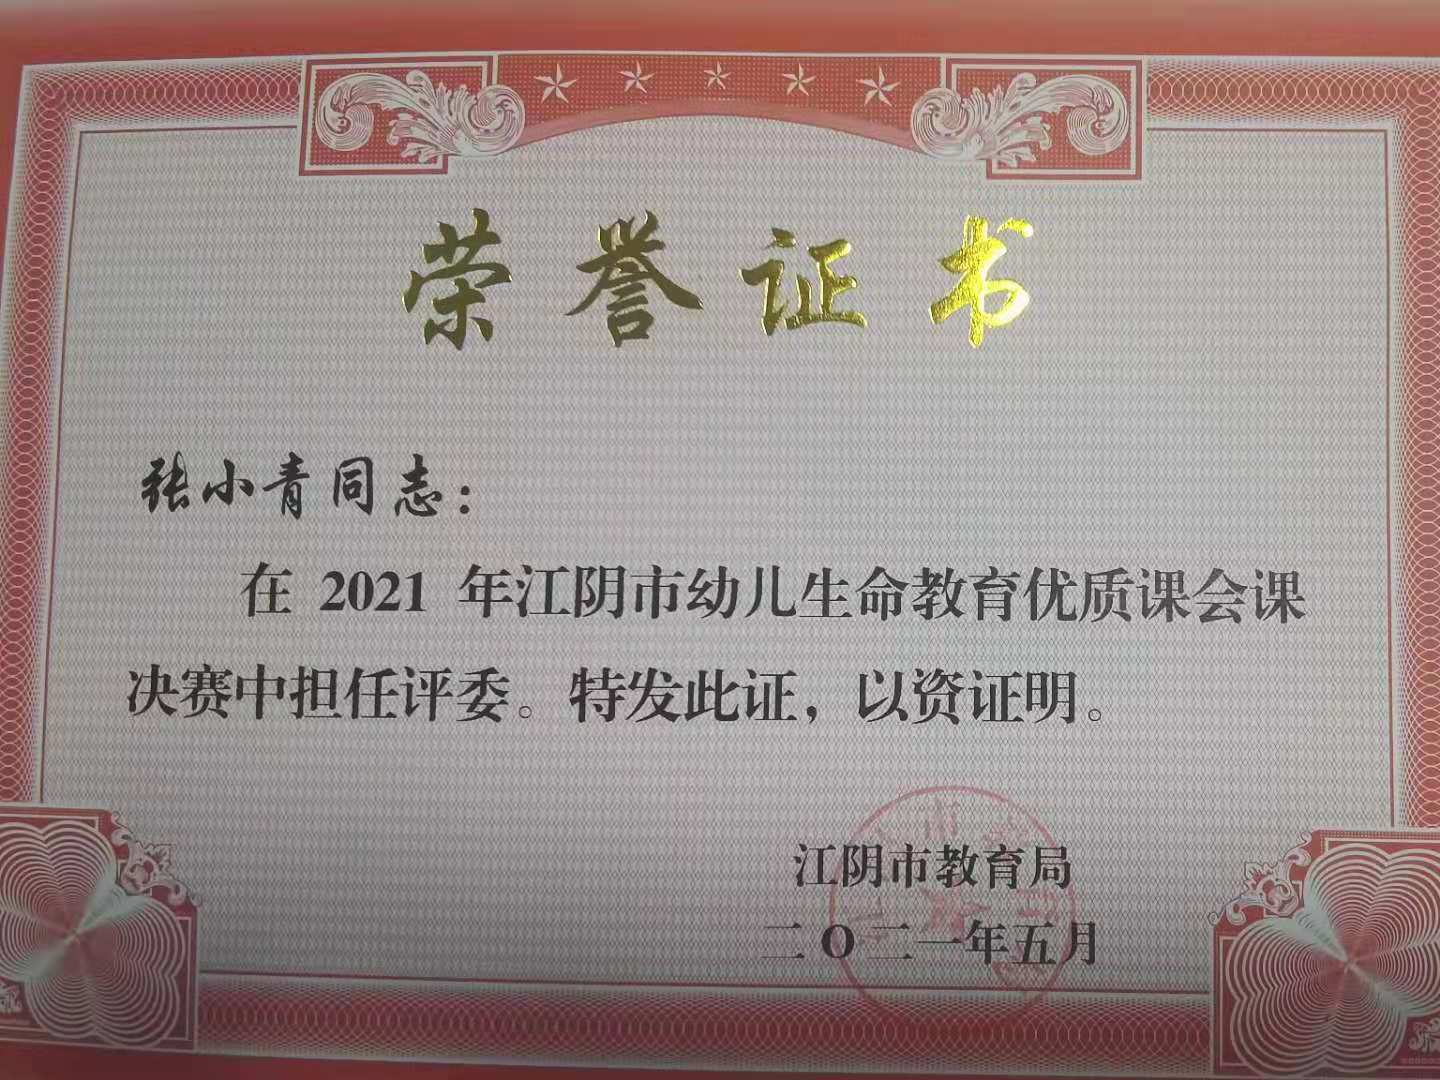 荣誉证书
张小青同志：
在 2021 年江阴市幼儿生命教育优质课会课
决赛中担任评委。特发此证，以资证明。
江阴市教育局
二O二一年五月